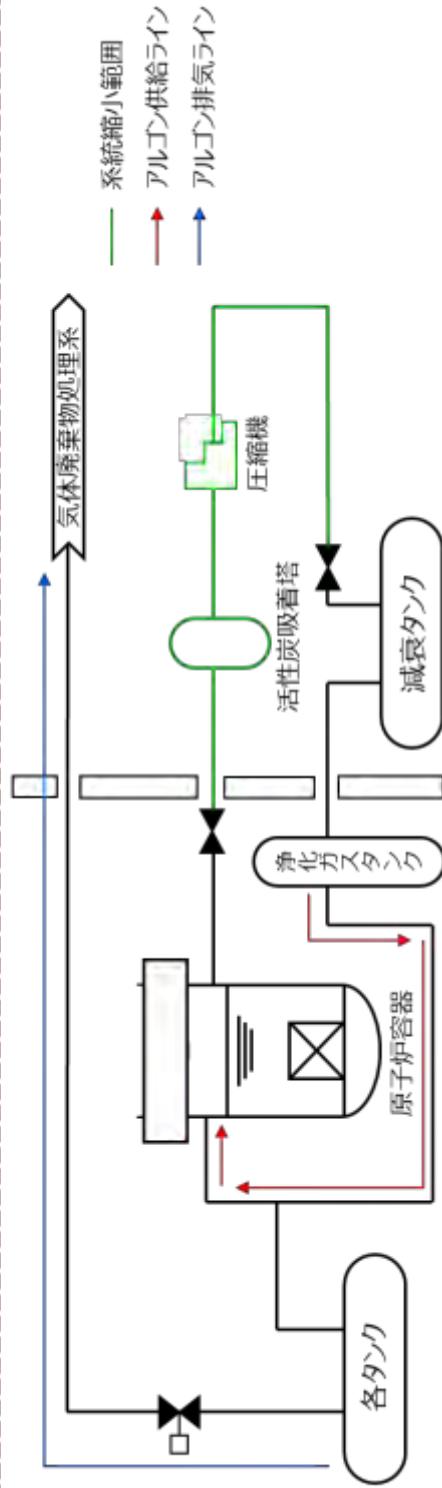 系統縮小範囲
アルゴン供給ライン
アルゴン排気ライン
気体廃棄物処理系
圧縮機
活性炭吸着塔
減衰タンク
浄化ガスタンク
原子炉容器
各タンク